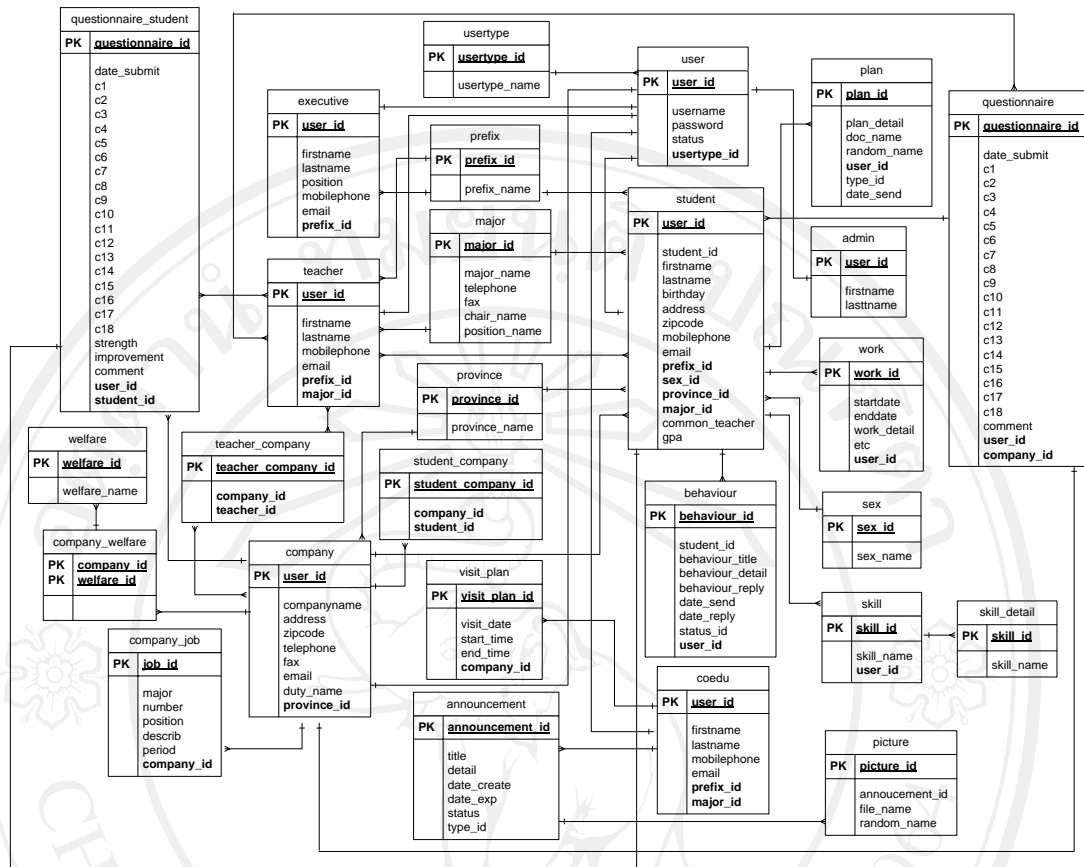 questionnaire_student
PK questionnaire_id
date_submit
c1
c2
c3
c4
c5
c6
c7
c8
c9
c10
c11
c12
c13
c14
c15
c16
c17
c18
strength
improvement
comment
user_id
student_id
usertype
PK usertype_id
usertype_name
user
PK user_id
username
password
status
usertype_id
plan
PK plan_id
plan_detail
doc_name
random_name
user_id
type_id
date_send
questionnaire
PK questionnaire_id
date_submit
c1
c2
c3
c4
c5
c6
c7
c8
c9
c10
c11
c12
c13
c14
c15
c16
c17
c18
comment
user_id
company_id
executive
PK user_id
firstname
lastname
position
mobilephone
email
prefix_id
prefix
PK prefix_id
prefix_name
major
PK major_id
major_name
telephone
fax
chair_name
position_name
student
PK user_id
student_id
firstname
lastname
birthday
address
zipcode
mobilephone
email
prefix_id
sex_id
province_id
major_id
common_teacher
gpa
admin
PK user_id
firstname
lasttname
teacher
PK user_id
firstname
lastname
mobilephone
email
prefix_id
major_id
work
PK work_id
startdate
enddate
work_detail
etc
user_id
province
PK province_id
province_name
welfare
PK welfare_id
welfare_name
teacher_company
PK teacher_company_id
company_id
teacher_id
student_company
PK student_company_id
company_id
student_id
behaviour
PK behaviour_id
student_id
behaviour_title
behaviour_detail
behaviour_reply
date_send
date_reply
status_id
user_id
sex
PK sex_id
sex_name
company_welfare
PK company_id
PK welfare_id
company
PK user_id
companyname
address
zipcode
telephone
fax
email
duty_name
province_id
visit_plan
PK visit_plan_id
visit_date
start_time
end_time
company_id
skill
PK skill_id
skill_name
user_id
skill_detail
PK skill_id
skill_name
company_job
PK job_id
major
number
position
describ
period
company_id
announcement
PK announcement_id
title
detail
date_create
date_exp
status
type_id
coedu
PK user_id
firstname
lastname
mobilephone
email
prefix_id
major_id
picture
PK picture_id
annoucement_id
file_name
random_name